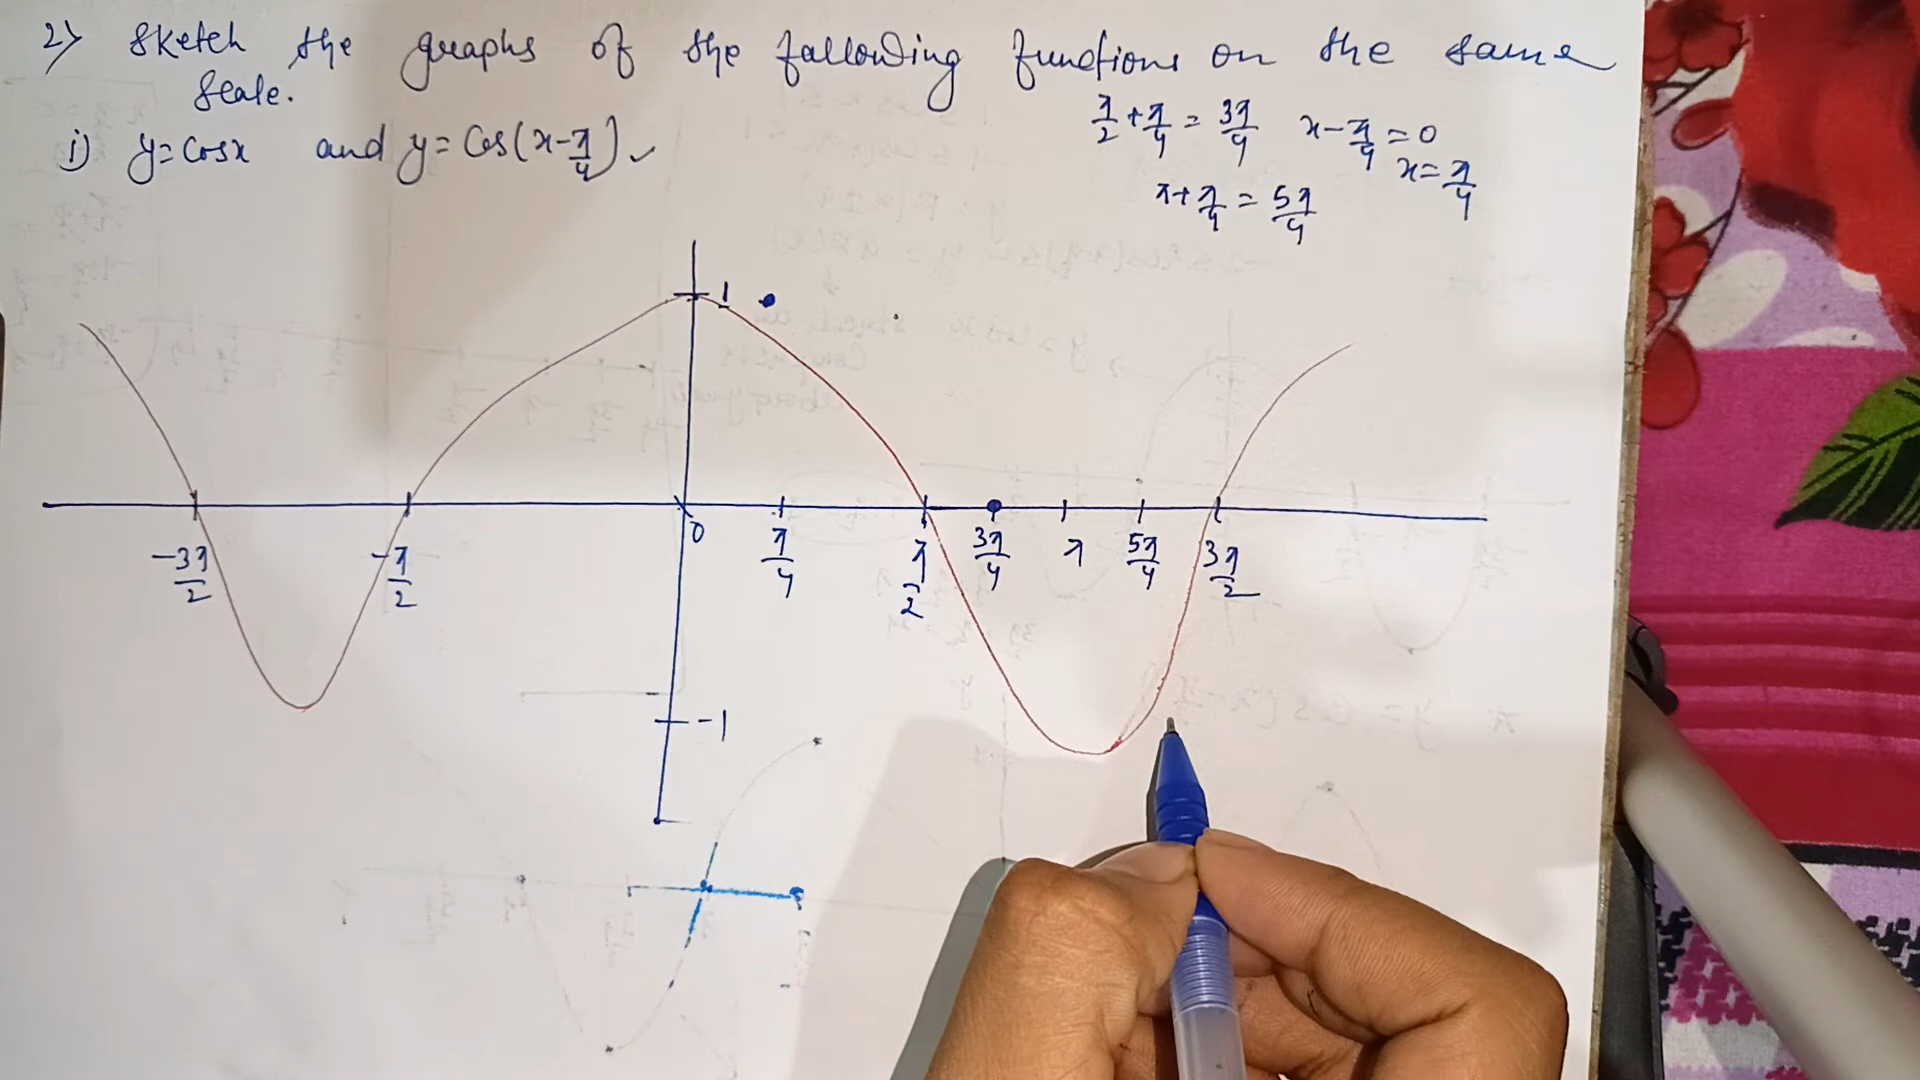 2) Sketch the graphs of the following functions on the same
scale.
i) y=Cosx and y=Cos(x-π/4) ✓
π/2+π/4=3π/4 x-π/4=0
x=π/4
π+π/4=5π/4
1
-3π/2 -π/2 0 π/4 π/2 3π/4 π 5π/4 3π/2
-1